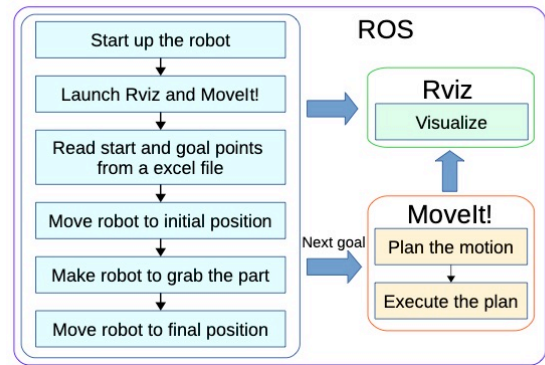 ROS
Start up the robot
Launch Rviz and MoveIt!
Read start and goal points
from a excel file
Move robot to initial position
Make robot to grab the part
Move robot to final position
Next goal
Rviz
Visualize
MoveIt!
Plan the motion
Execute the plan